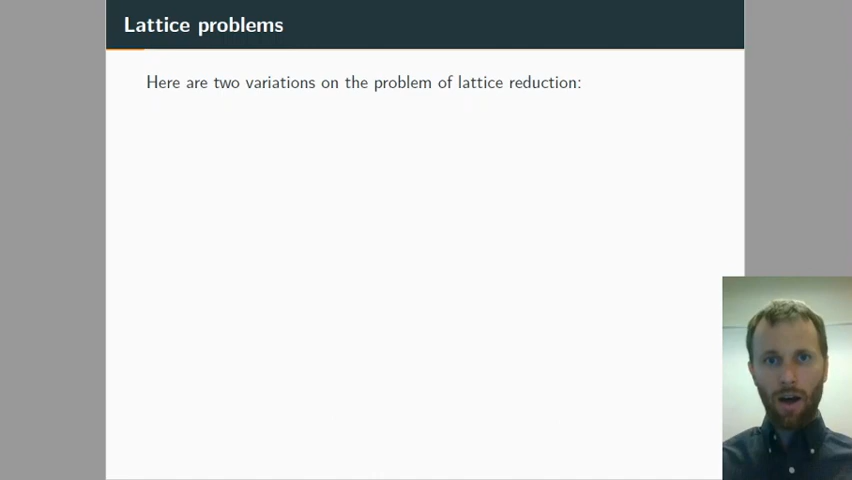 Lattice problems
Here are two variations on the problem of lattice reduction: